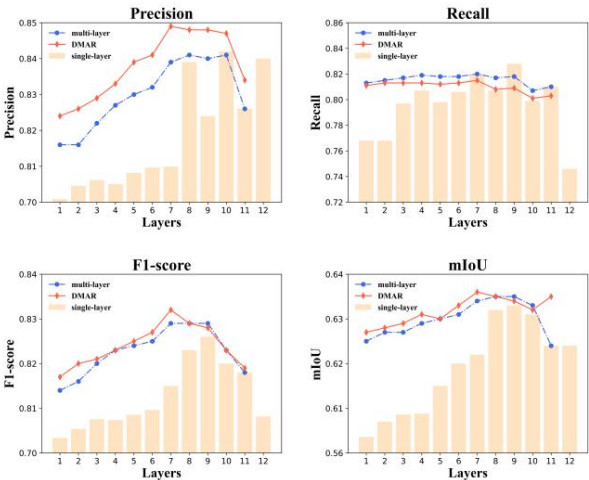 Precision
0.85
0.84
0.83
0.82
0.81
0.70
Precision
multi-layer
DMAR
single-layer
1 2 3 4 5 6 7 8 9 10 11 12
Layers
Recall
0.86
0.84
0.82
0.80
0.78
0.76
0.74
0.72
Recall
multi-layer
DMAR
single-layer
1 2 3 4 5 6 7 8 9 10 11 12
Layers
F1-score
0.84
0.83
0.82
0.81
0.70
F1-score
multi-layer
DMAR
single-layer
1 2 3 4 5 6 7 8 9 10 11 12
Layers
mIoU
0.64
0.63
0.62
0.61
0.56
mIoU
multi-layer
DMAR
single-layer
1 2 3 4 5 6 7 8 9 10 11 12
Layers